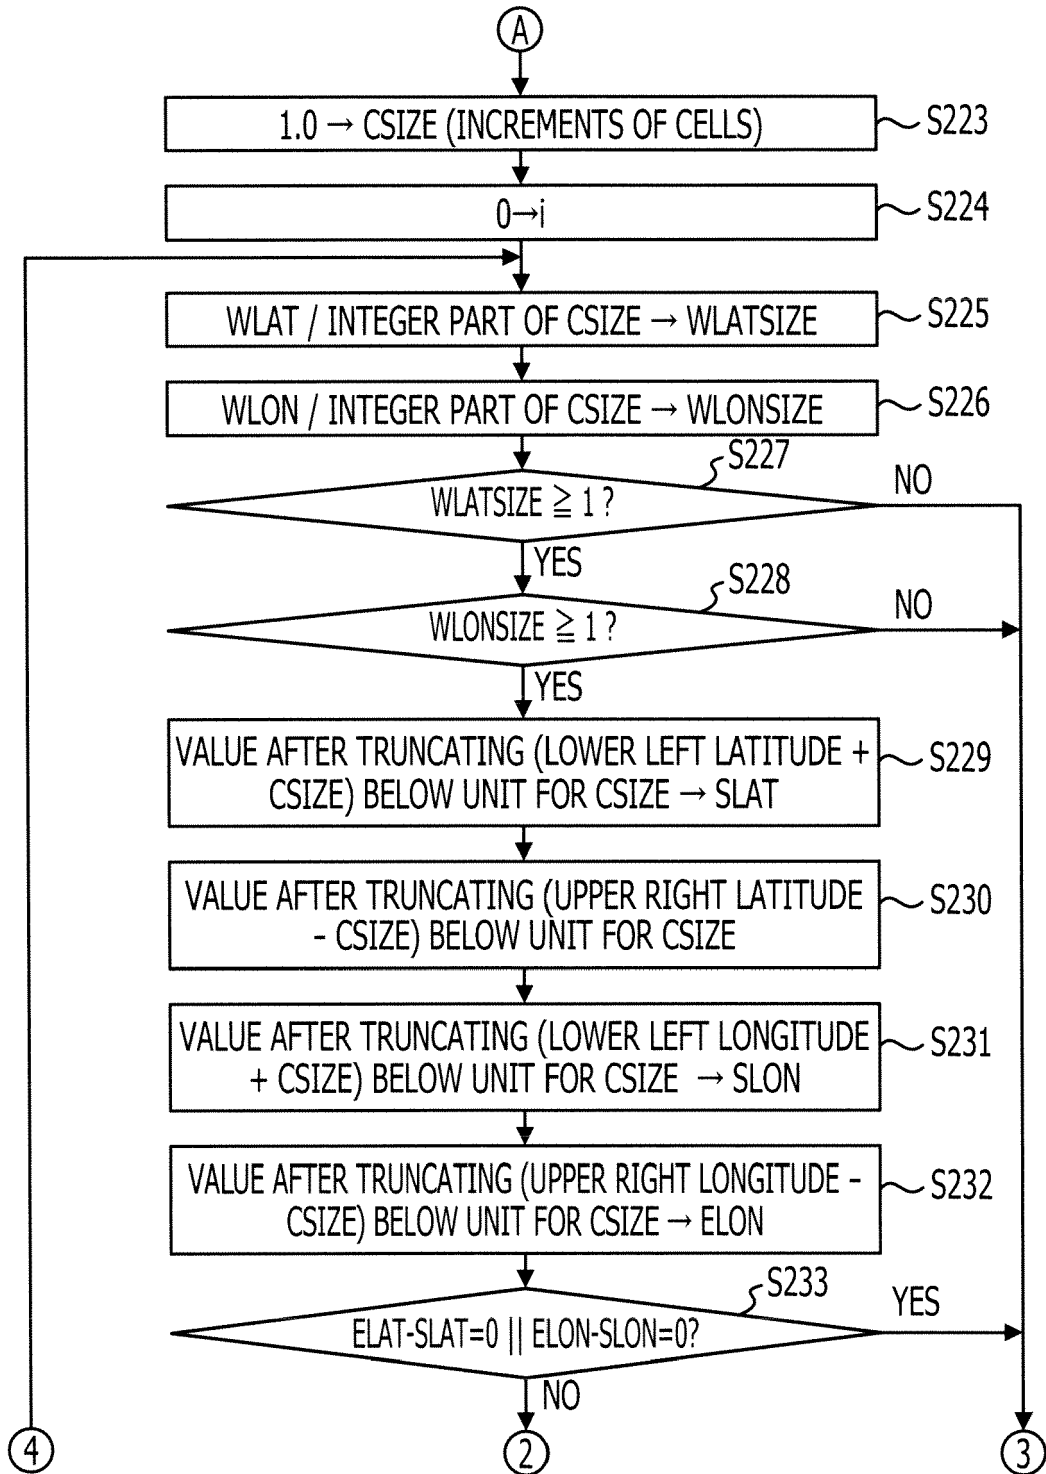 A
1.0 → CSIZE (INCREMENTS OF CELLS)
S223
0→i
S224
WLAT / INTEGER PART OF CSIZE → WLATSIZE
S225
WLON / INTEGER PART OF CSIZE → WLONSIZE
S226
S227
WLATSIZE ≧ 1 ?
NO
YES
S228
WLONSIZE ≧ 1 ?
NO
YES
VALUE AFTER TRUNCATING (LOWER LEFT LATITUDE +
CSIZE) BELOW UNIT FOR CSIZE → SLAT
S229
VALUE AFTER TRUNCATING (UPPER RIGHT LATITUDE
– CSIZE) BELOW UNIT FOR CSIZE
S230
VALUE AFTER TRUNCATING (LOWER LEFT LONGITUDE
+ CSIZE) BELOW UNIT FOR CSIZE → SLON
S231
VALUE AFTER TRUNCATING (UPPER RIGHT LONGITUDE –
CSIZE) BELOW UNIT FOR CSIZE → ELON
S232
S233
ELAT-SLAT=0 || ELON-SLON=0?
YES
NO
4
2
3